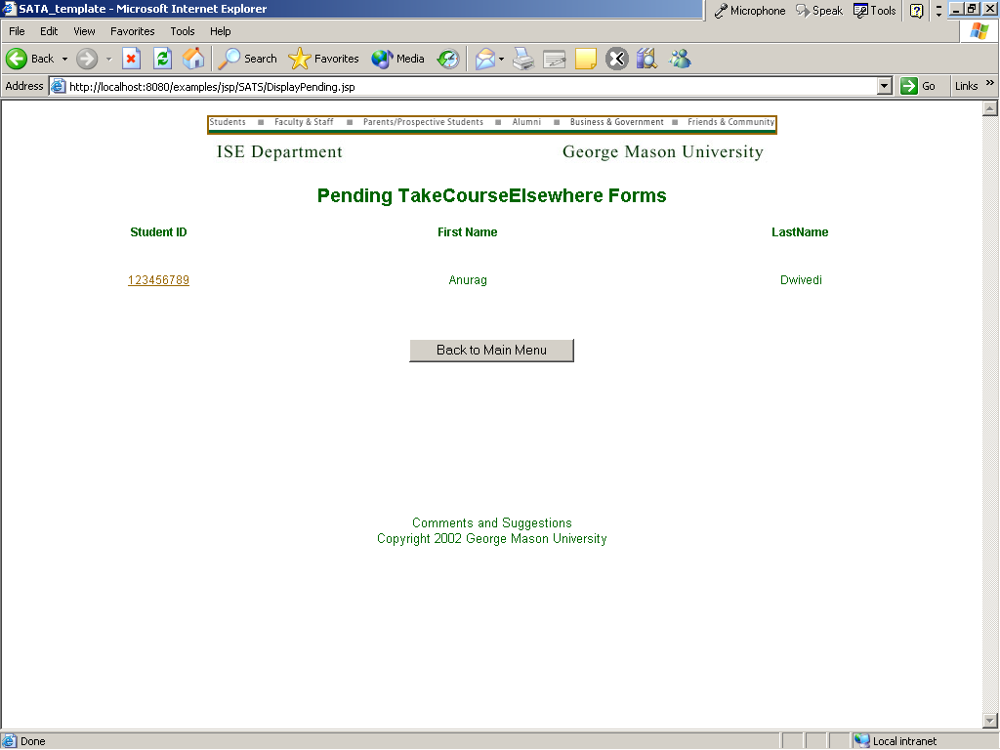 SATA_template - Microsoft Internet Explorer
Microphone Speak Tools
File Edit View Favorites Tools Help
Back Search Favorites Media
Address http://localhost:8080/examples/jsp/SATS/DisplayPending.jsp Go Links »
Students ■ Faculty & Staff ■ Parents/Prospective Students ■ Alumni ■ Business & Government ■ Friends & Community
ISE Department George Mason University
Pending TakeCourseElsewhere Forms
Student ID First Name LastName
123456789 Anurag Dwivedi
Back to Main Menu
Comments and Suggestions
Copyright 2002 George Mason University
Done Local intranet